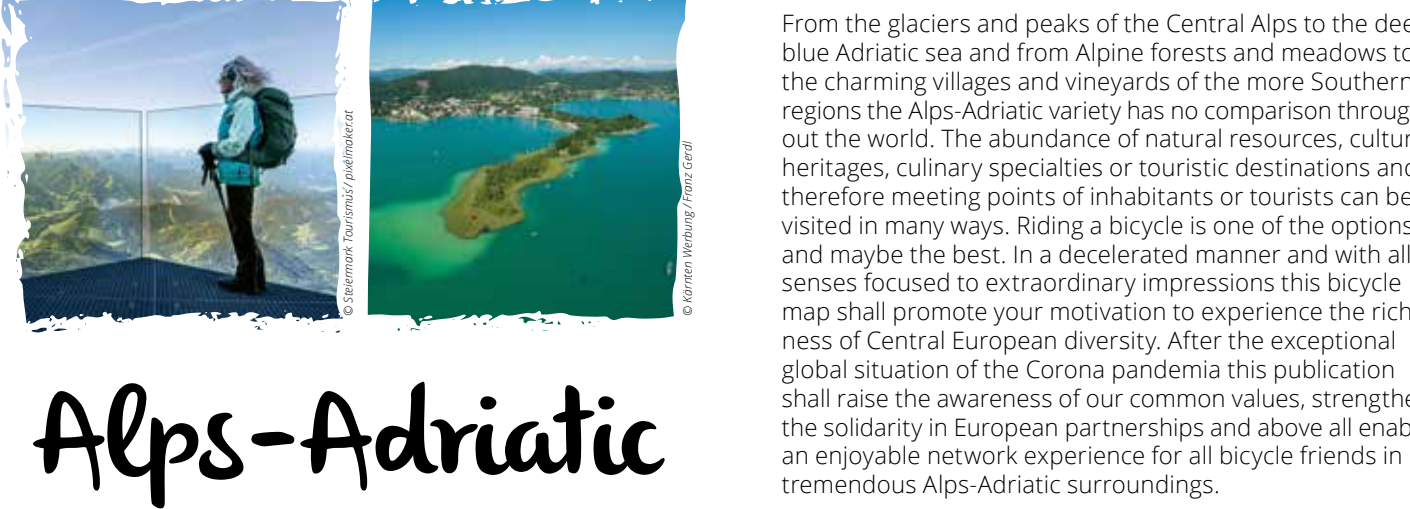 © Steiermark Tourismus / pixelmaker.at
© Kärnten Werbung / Franz Gerdl
Alps-Adriatic
From the glaciers and peaks of the Central Alps to the dee
blue Adriatic sea and from Alpine forests and meadows to
the charming villages and vineyards of the more Southern
regions the Alps-Adriatic variety has no comparison throug
out the world. The abundance of natural resources, cultur
heritages, culinary specialties or touristic destinations and
therefore meeting points of inhabitants or tourists can be
visited in many ways. Riding a bicycle is one of the options
and maybe the best. In a decelerated manner and with all
senses focused to extraordinary impressions this bicycle
map shall promote your motivation to experience the rich
ness of Central European diversity. After the exceptional
global situation of the Corona pandemia this publication
shall raise the awareness of our common values, strengthe
the solidarity in European partnerships and above all enab
an enjoyable network experience for all bicycle friends in
tremendous Alps-Adriatic surroundings.